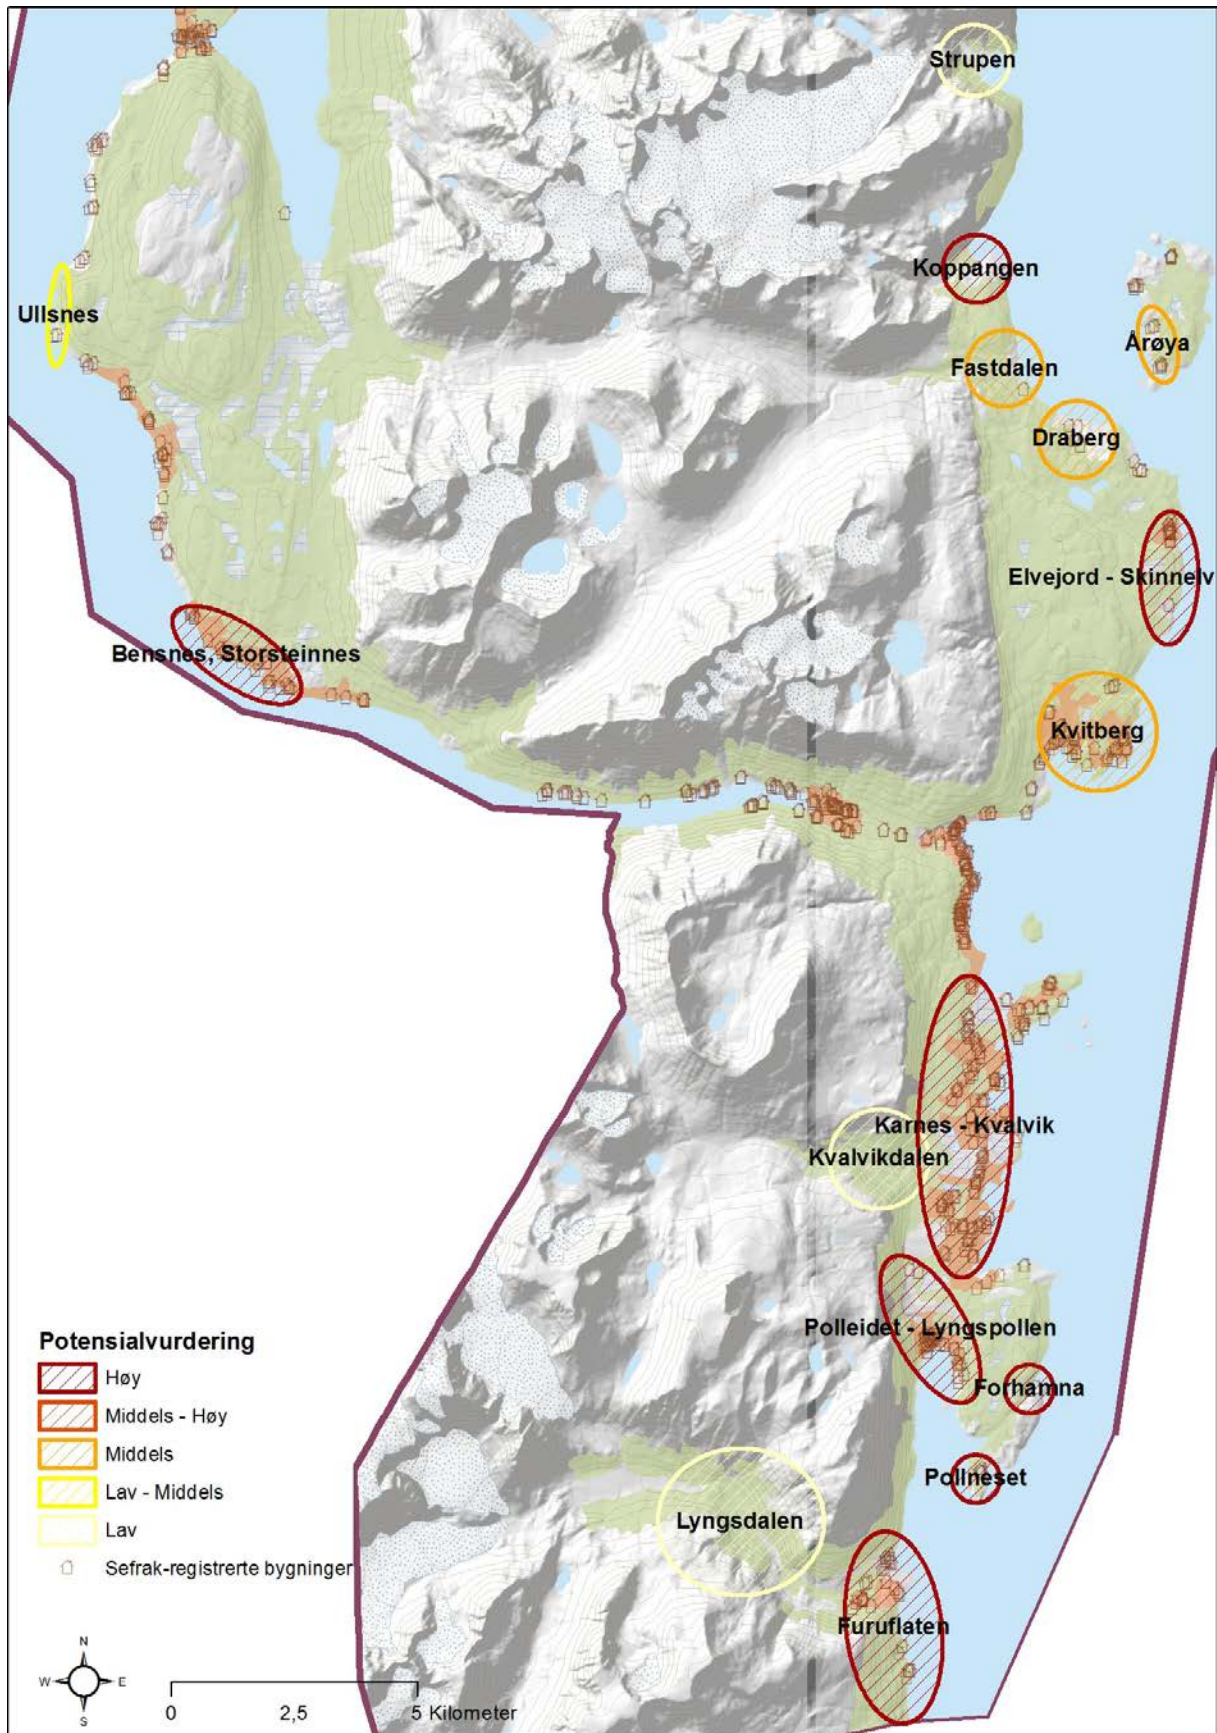 Strupen
Koppangen
Ullsnes
Årøya
Fastdalen
Draberg
Elvejord - Skinnelv
Bensnes, Storsteinnes
Kvitberg
Karnes - Kvalvik
Kvalvikdalen
Polleidet - Lyngspollen
Forhamna
Pollneset
Lyngsdalen
Furuflaten
Potensialvurdering
Høy
Middels - Høy
Middels
Lav - Middels
Lav
Sefrak-registrerte bygninger
N
W E
S
0 2,5 5 Kilometer